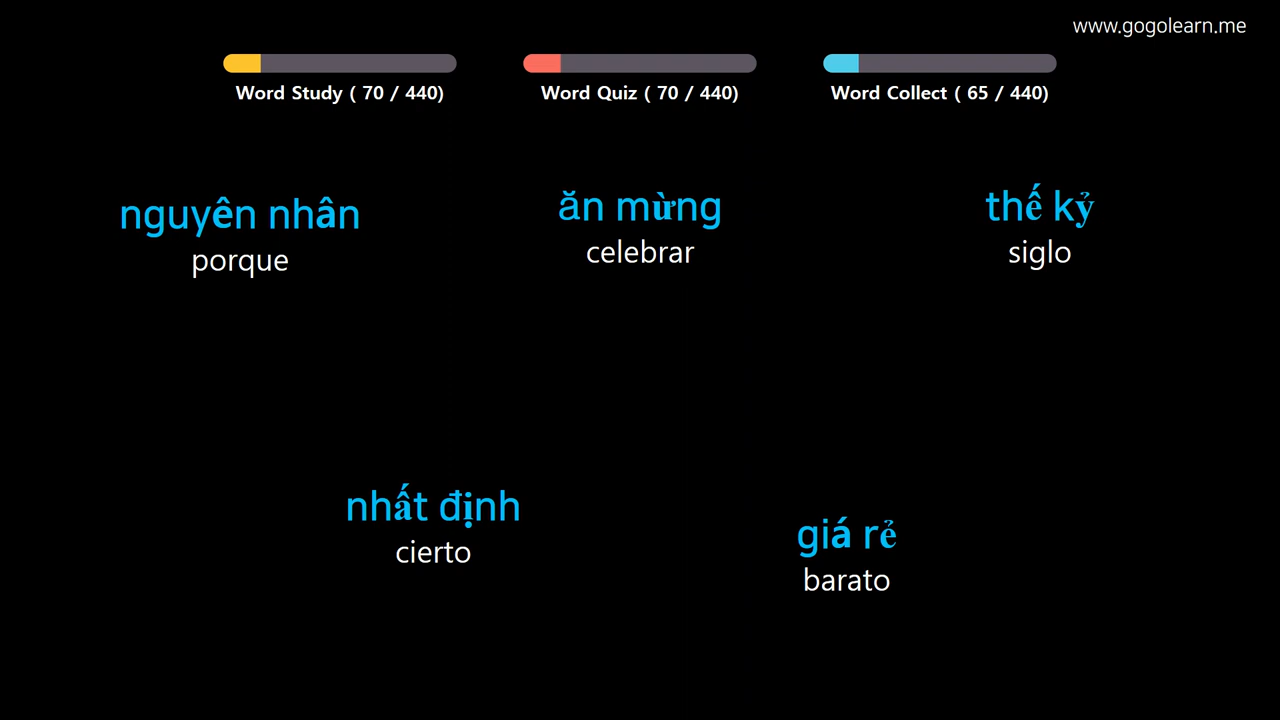 www.gogolearn.me
Word Study ( 70 / 440)
Word Quiz ( 70 / 440)
Word Collect ( 65 / 440)
nguyên nhân
porque
ăn mừng
celebrar
thế kỷ
siglo
nhất định
cierto
giá rẻ
barato